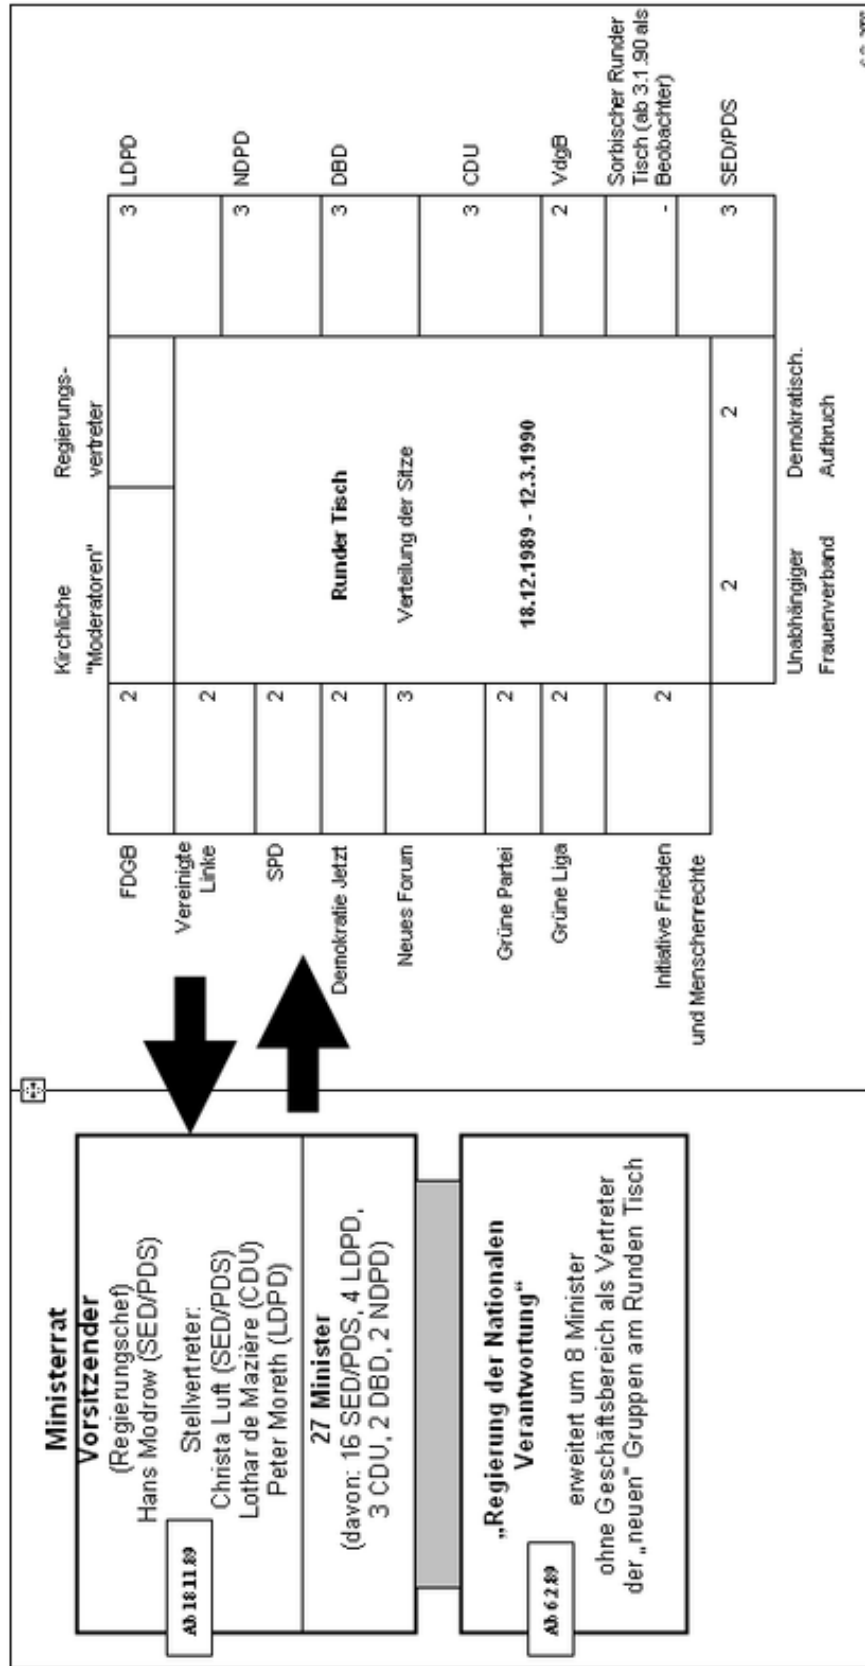 Ministerrat
Vorsitzender
(Regierungschef)
Hans Modrow (SED/PDS)
Stellvertreter:
Christa Luft (SED/PDS)
Lothar de Mazière (CDU)
Peter Moreth (LDPD)
Ab 18 11.89
27 Minister
(davon: 16 SED/PDS, 4 LDPD,
3 CDU, 2 DBD, 2 NDPD)
„Regierung der Nationalen
Verantwortung“
Ab 6 2.89
erweitert um 8 Minister
ohne Geschäftsbereich als Vertreter
der „neuen“ Gruppen am Runden Tisch
Kirchliche
"Moderatoren"
Regierungs-
vertreter
FDGB 2
Vereinigte
Linke 2
SPD 2
Demokratie Jetzt 2
Neues Forum 3
Grüne Partei 2
Grüne Liga 2
Initiative Frieden 2
und Menscherrechte
Runder Tisch
Verteilung der Sitze
18.12.1989 - 12.3.1990
3 LDPD
3 NDPD
3 DBD
3 CDU
2 VdgB
Sorbischer Runder
Tisch (ab 3.1.90 als
- Beobachter)
3 SED/PDS
2
2
Unabhängiger
Frauenverband
Demokratisch.
Aufbruch